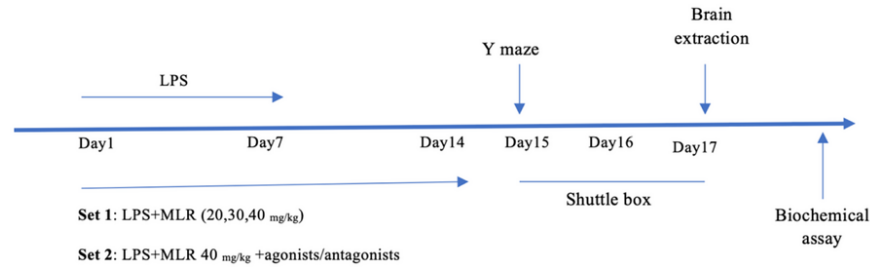 Brain
extraction
Y maze
LPS
Day1
Day7
Day14
Day15
Day16
Day17
Shuttle box
Set 1: LPS+MLR (20,30,40 mg/kg)
Set 2: LPS+MLR 40 mg/kg +agonists/antagonists
Biochemical
assay